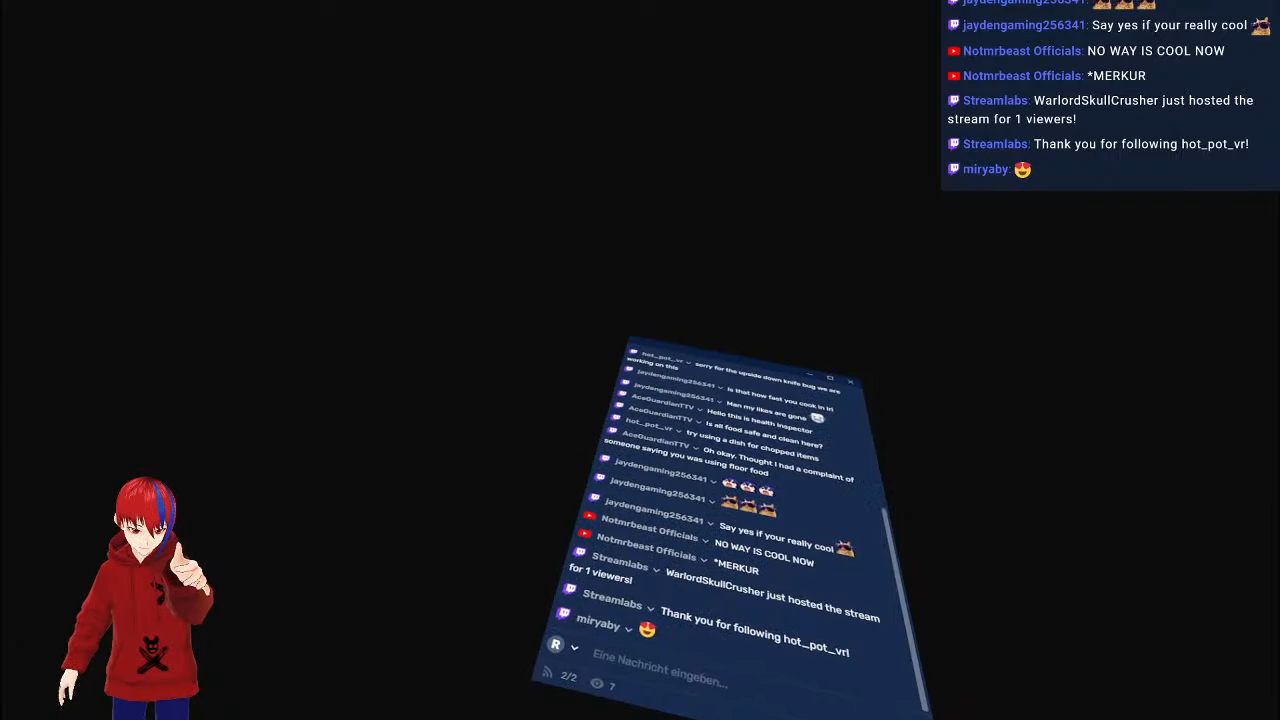 jaydengaming256341:
jaydengaming256341: Say yes if your really cool
Notmrbeast Officials: NO WAY IS COOL NOW
Notmrbeast Officials: *MERKUR
Streamlabs: WarlordSkullCrusher just hosted the
stream for 1 viewers!
Streamlabs: Thank you for following hot_pot_vr!
miryaby:
hot_pot_vr sorry for the upside down knife bug we are
working on this
jaydengaming256341 Is that how fast you cook in irl
jaydengaming256341 Man my likes are gone
AceGuardianTTV Hello this is health inspector
AceGuardianTTV Is all food safe and clean here?
hot_pot_vr try using a dish for chopped items
AceGuardianTTV Oh okay. Thought I had a complaint of
someone saying you was using floor food
jaydengaming256341
jaydengaming256341
jaydengaming256341 Say yes if your really cool
Notmrbeast Officials NO WAY IS COOL NOW
Notmrbeast Officials *MERKUR
Streamlabs WarlordSkullCrusher just hosted the stream
for 1 viewers!
Streamlabs Thank you for following hot_pot_vr!
miryaby
R Eine Nachricht eingeben...
2/2 7